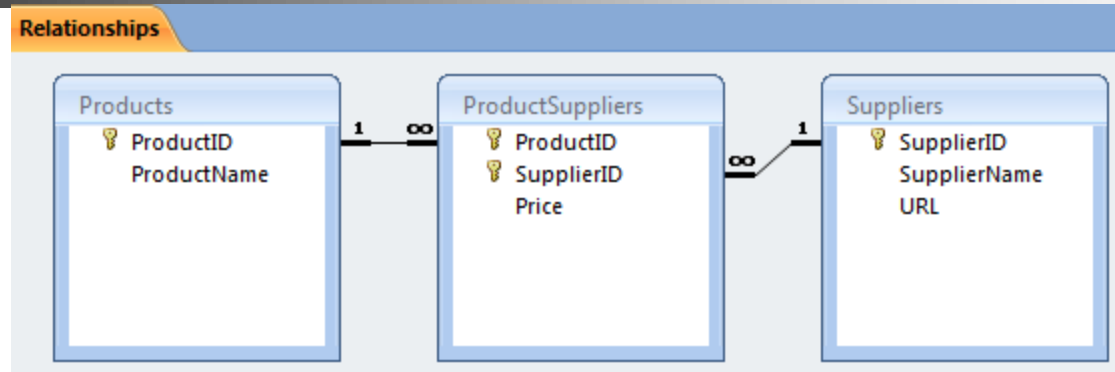 Relationships
Products
ProductID
ProductName
1
∞
ProductSuppliers
ProductID
SupplierID
Price
∞
1
Suppliers
SupplierID
SupplierName
URL